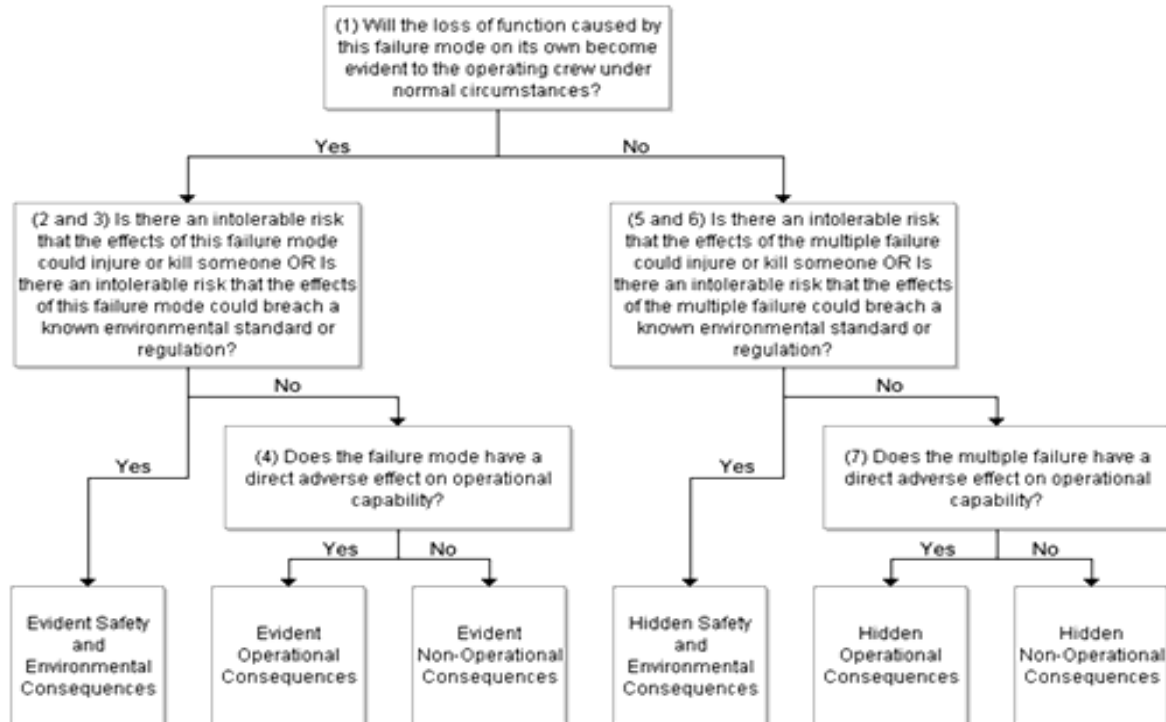 (1) Will the loss of function caused by
this failure mode on its own become
evident to the operating crew under
normal circumstances?
Yes
No
(2 and 3) Is there an intolerable risk
that the effects of this failure mode
could injure or kill someone OR Is
there an intolerable risk that the effects
of this failure mode could breach a
known environmental standard or
regulation?
(5 and 6) Is there an intolerable risk
that the effects of the multiple failure
could injure or kill someone OR Is
there an intolerable risk that the effects
of the multiple failure could breach a
known environmental standard or
regulation?
No
No
Yes
(4) Does the failure mode have a
direct adverse effect on operational
capability?
Yes
(7) Does the multiple failure have a
direct adverse effect on operational
capability?
Yes
No
Yes
No
Evident Safety
and
Environmental
Consequences
Evident
Operational
Consequences
Evident
Non-Operational
Consequences
Hidden Safety
and
Environmental
Consequences
Hidden
Operational
Consequences
Hidden
Non-Operational
Consequences